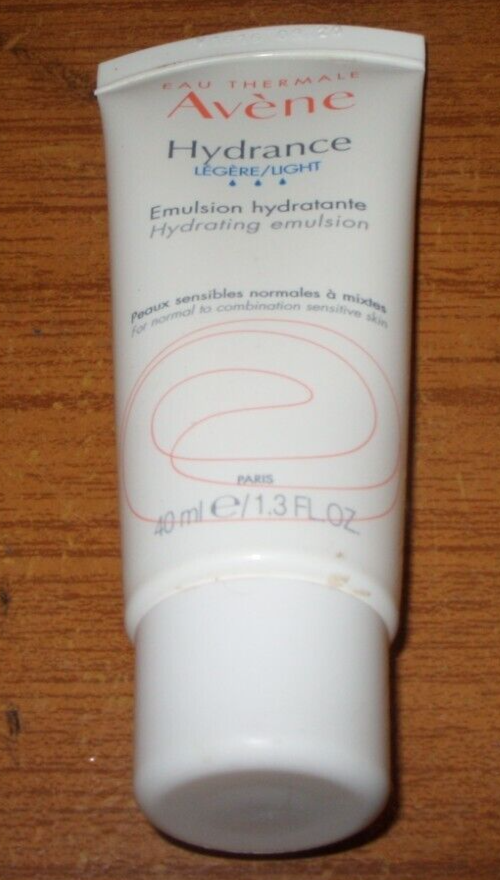 EAU THERMALE
Avène
Hydrance
LÉGÈRE/LIGHT
Emulsion hydratante
Hydrating emulsion
Peaux sensibles normales à mixtes
For normal to combination sensitive skin
PARIS
40 ml e/1.3 FL.OZ.